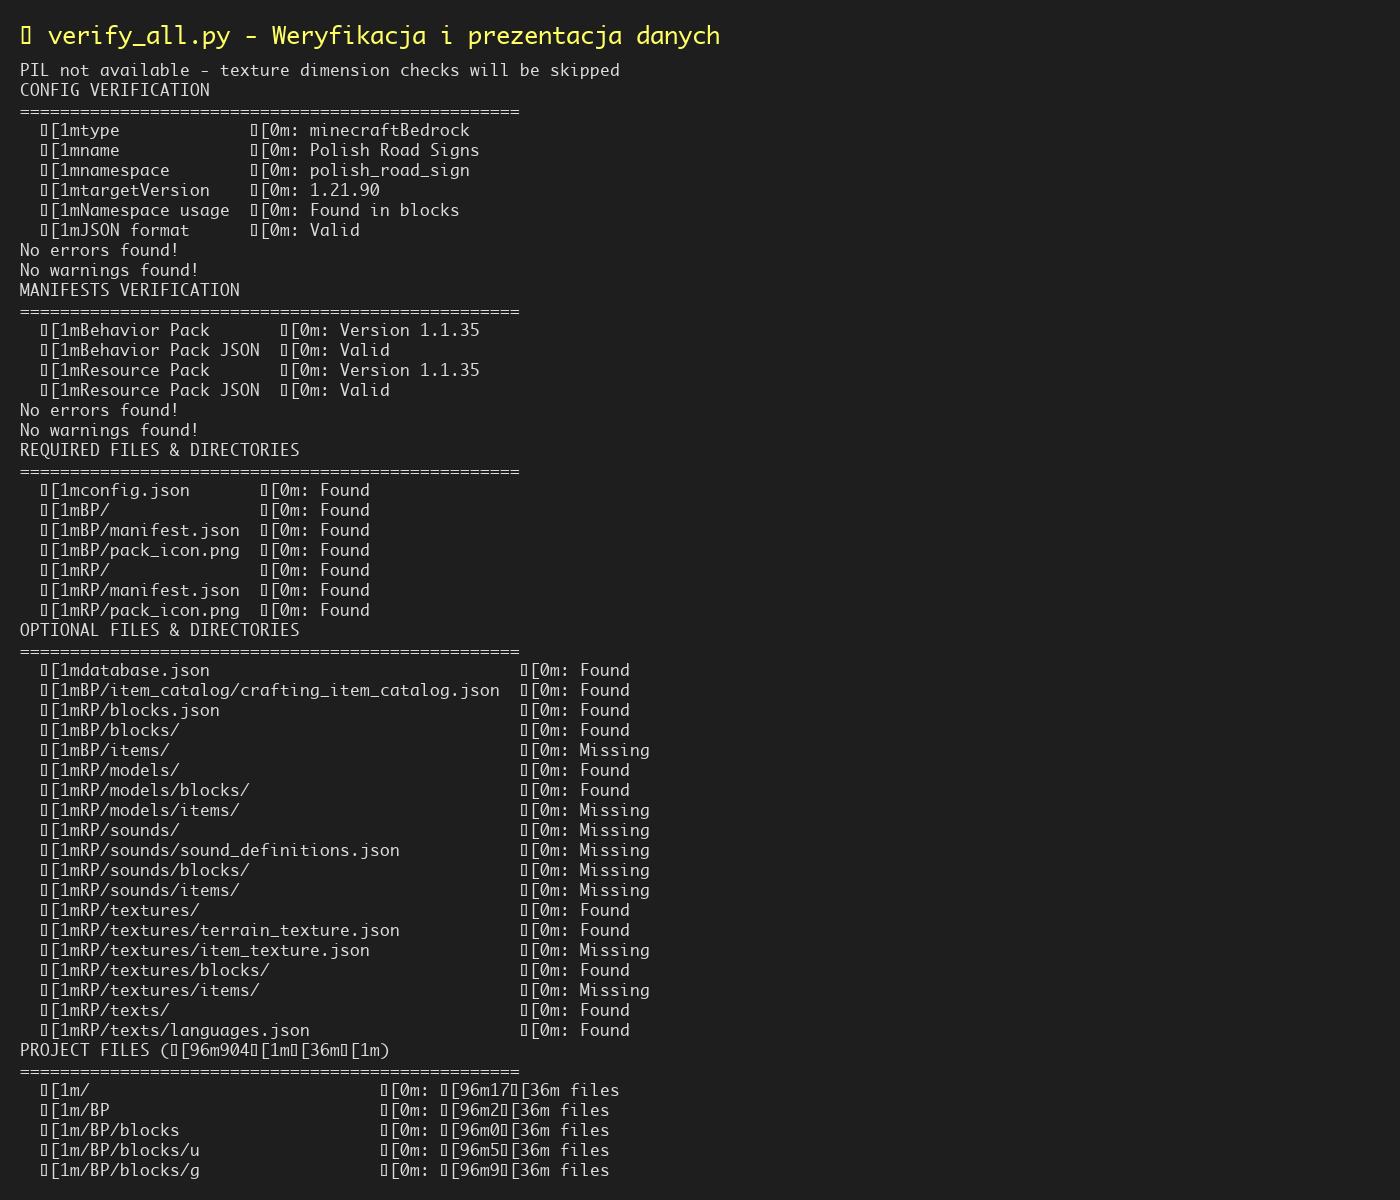 ▯ verify_all.py - Weryfikacja i prezentacja danych
PIL not available - texture dimension checks will be skipped
CONFIG VERIFICATION
==================================================
  ▯[1mtype             ▯[0m: minecraftBedrock
  ▯[1mname             ▯[0m: Polish Road Signs
  ▯[1mnamespace        ▯[0m: polish_road_sign
  ▯[1mtargetVersion    ▯[0m: 1.21.90
  ▯[1mNamespace usage  ▯[0m: Found in blocks
  ▯[1mJSON format      ▯[0m: Valid
No errors found!
No warnings found!
MANIFESTS VERIFICATION
==================================================
  ▯[1mBehavior Pack       ▯[0m: Version 1.1.35
  ▯[1mBehavior Pack JSON  ▯[0m: Valid
  ▯[1mResource Pack       ▯[0m: Version 1.1.35
  ▯[1mResource Pack JSON  ▯[0m: Valid
No errors found!
No warnings found!
REQUIRED FILES & DIRECTORIES
==================================================
  ▯[1mconfig.json       ▯[0m: Found
  ▯[1mBP/               ▯[0m: Found
  ▯[1mBP/manifest.json  ▯[0m: Found
  ▯[1mBP/pack_icon.png  ▯[0m: Found
  ▯[1mRP/               ▯[0m: Found
  ▯[1mRP/manifest.json  ▯[0m: Found
  ▯[1mRP/pack_icon.png  ▯[0m: Found
OPTIONAL FILES & DIRECTORIES
==================================================
  ▯[1mdatabase.json                               ▯[0m: Found
  ▯[1mBP/item_catalog/crafting_item_catalog.json  ▯[0m: Found
  ▯[1mRP/blocks.json                              ▯[0m: Found
  ▯[1mBP/blocks/                                  ▯[0m: Found
  ▯[1mBP/items/                                   ▯[0m: Missing
  ▯[1mRP/models/                                  ▯[0m: Found
  ▯[1mRP/models/blocks/                           ▯[0m: Found
  ▯[1mRP/models/items/                            ▯[0m: Missing
  ▯[1mRP/sounds/                                  ▯[0m: Missing
  ▯[1mRP/sounds/sound_definitions.json            ▯[0m: Missing
  ▯[1mRP/sounds/blocks/                           ▯[0m: Missing
  ▯[1mRP/sounds/items/                            ▯[0m: Missing
  ▯[1mRP/textures/                                ▯[0m: Found
  ▯[1mRP/textures/terrain_texture.json            ▯[0m: Found
  ▯[1mRP/textures/item_texture.json               ▯[0m: Missing
  ▯[1mRP/textures/blocks/                         ▯[0m: Found
  ▯[1mRP/textures/items/                          ▯[0m: Missing
  ▯[1mRP/texts/                                   ▯[0m: Found
  ▯[1mRP/texts/languages.json                     ▯[0m: Found
PROJECT FILES (▯[96m904▯[1m▯[36m▯[1m)
==================================================
  ▯[1m/                             ▯[0m: ▯[96m17▯[36m files
  ▯[1m/BP                           ▯[0m: ▯[96m2▯[36m files
  ▯[1m/BP/blocks                    ▯[0m: ▯[96m0▯[36m files
  ▯[1m/BP/blocks/u                  ▯[0m: ▯[96m5▯[36m files
  ▯[1m/BP/blocks/g                  ▯[0m: ▯[96m9▯[36m files